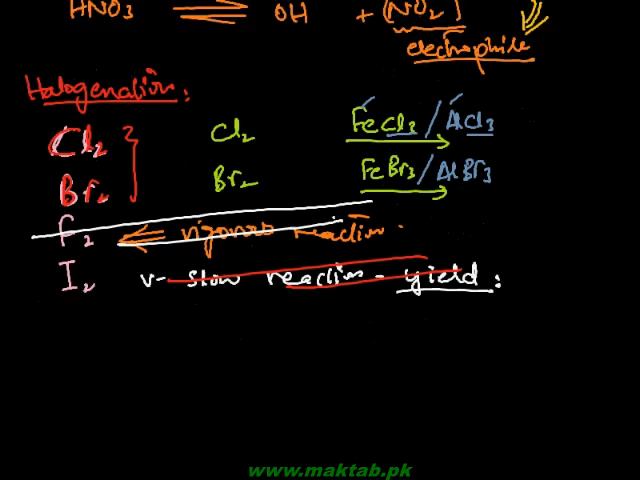 HNO3 ⇌ OH + (NO2)
electrophile
Halogenation:
Cl2 Cl2 FeCl3 / AlCl3
Br2 Br2 FeBr3 / AlBr3
F2 vigorous reaction.
I2 v- slow reaction - yield:
www.maktab.pk